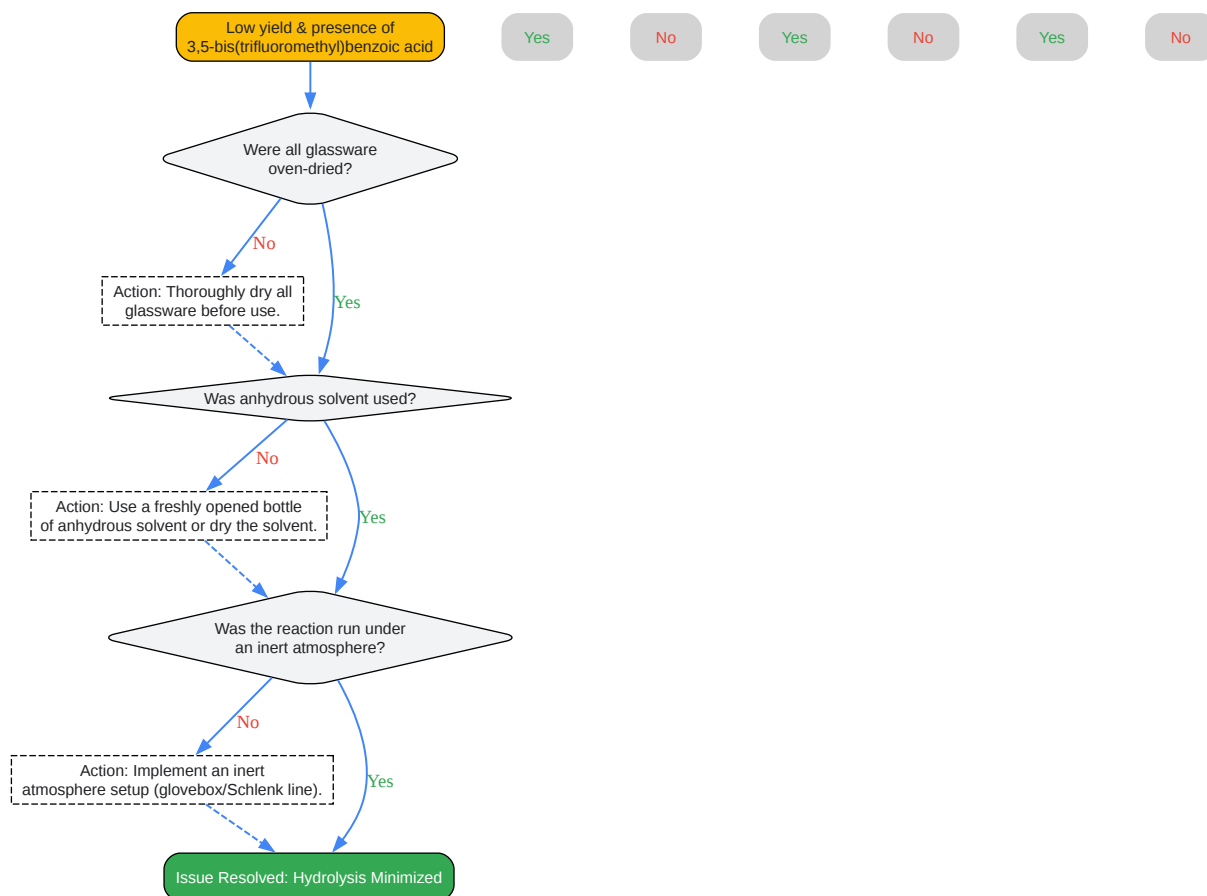 Low yield & presence of
3,5-bis(trifluoromethyl)benzoic acid
Yes
No
Yes
No
Yes
No
Were all glassware
oven-dried?
No
Action: Thoroughly dry all
glassware before use.
Yes
Was anhydrous solvent used?
No
Action: Use a freshly opened bottle
of anhydrous solvent or dry the solvent.
Yes
Was the reaction run under
an inert atmosphere?
No
Action: Implement an inert
atmosphere setup (glovebox/Schlenk line).
Yes
Issue Resolved: Hydrolysis Minimized